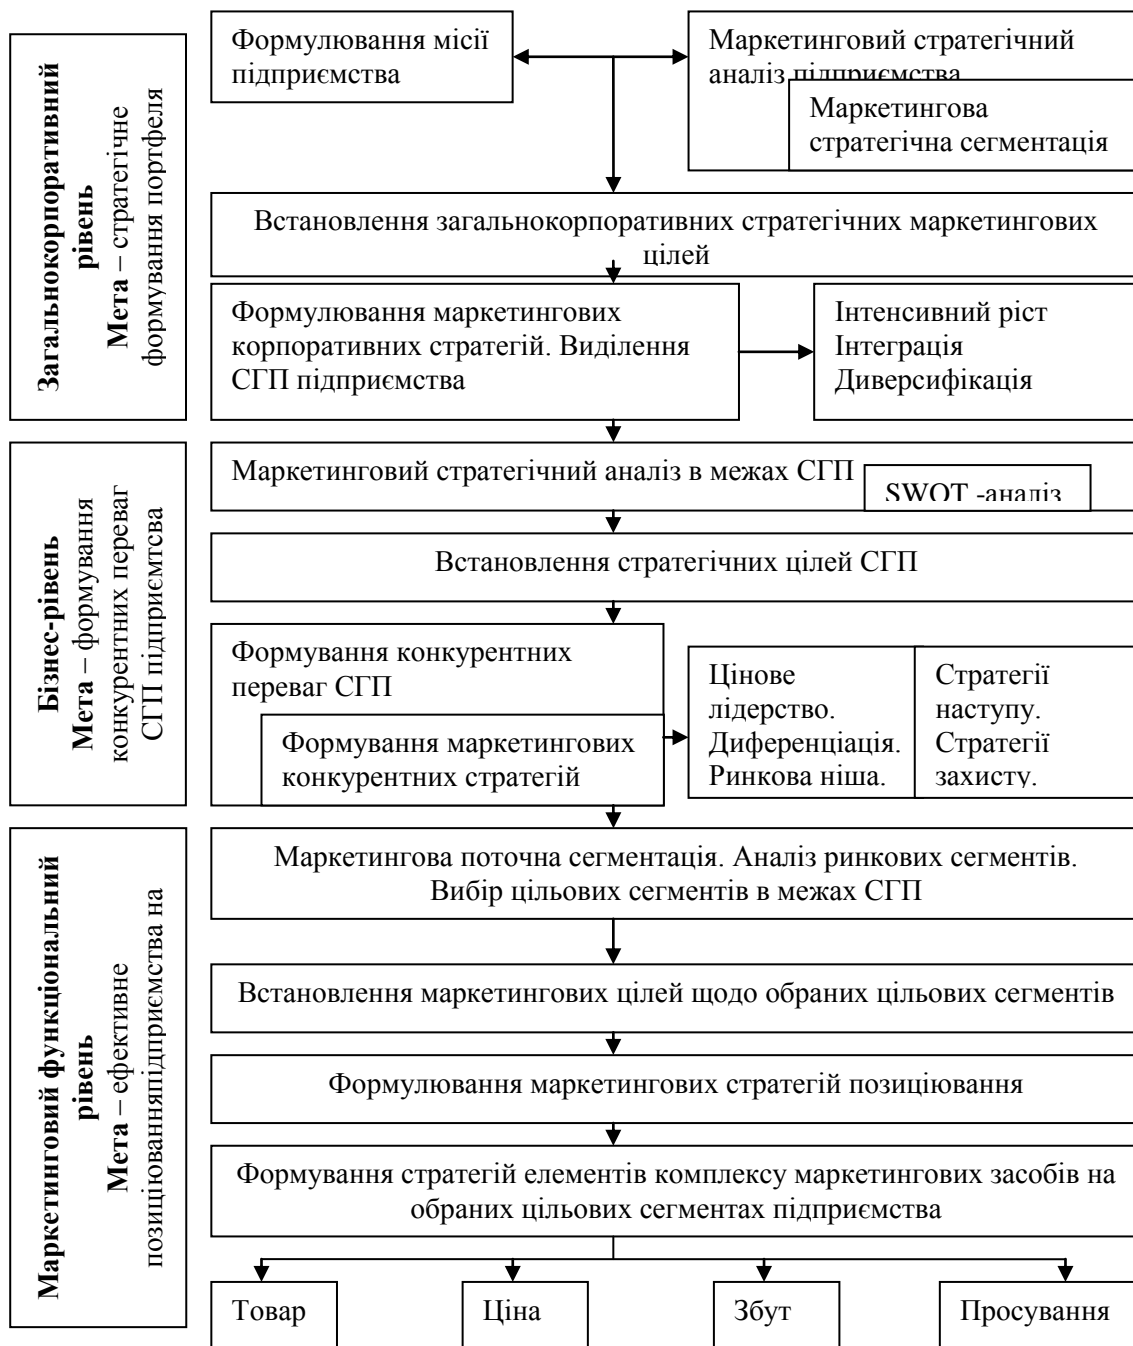 Загальнокорпоративний
рівень
Мета – стратегічне
формування портфеля
Формулювання місії
підприємства
Маркетинговий стратегічний
аналіз підприємства
Маркетингова
стратегічна сегментація
Встановлення загальнокорпоративних стратегічних маркетингових
цілей
Формулювання маркетингових
корпоративних стратегій. Виділення
СГП підприємства
Інтенсивний ріст
Інтеграція
Диверсифікація
Бізнес-рівень
Мета – формування
конкурентних переваг
СГП підприємтсва
Маркетинговий стратегічний аналіз в межах СГП
SWOT -аналіз
Встановлення стратегічних цілей СГП
Формування конкурентних
переваг СГП
Формування маркетингових
конкурентних стратегій
Цінове
лідерство.
Диференціація.
Ринкова ніша.
Стратегії
наступу.
Стратегії
захисту.
Маркетинговий функціональний
рівень
Мета – ефективне
позиціюванняпідприємства на
Маркетингова поточна сегментація. Аналіз ринкових сегментів.
Вибір цільових сегментів в межах СГП
Встановлення маркетингових цілей щодо обраних цільових сегментів
Формулювання маркетингових стратегій позиціювання
Формування стратегій елементів комплексу маркетингових засобів на
обраних цільових сегментах підприємства
Товар
Ціна
Збут
Просування